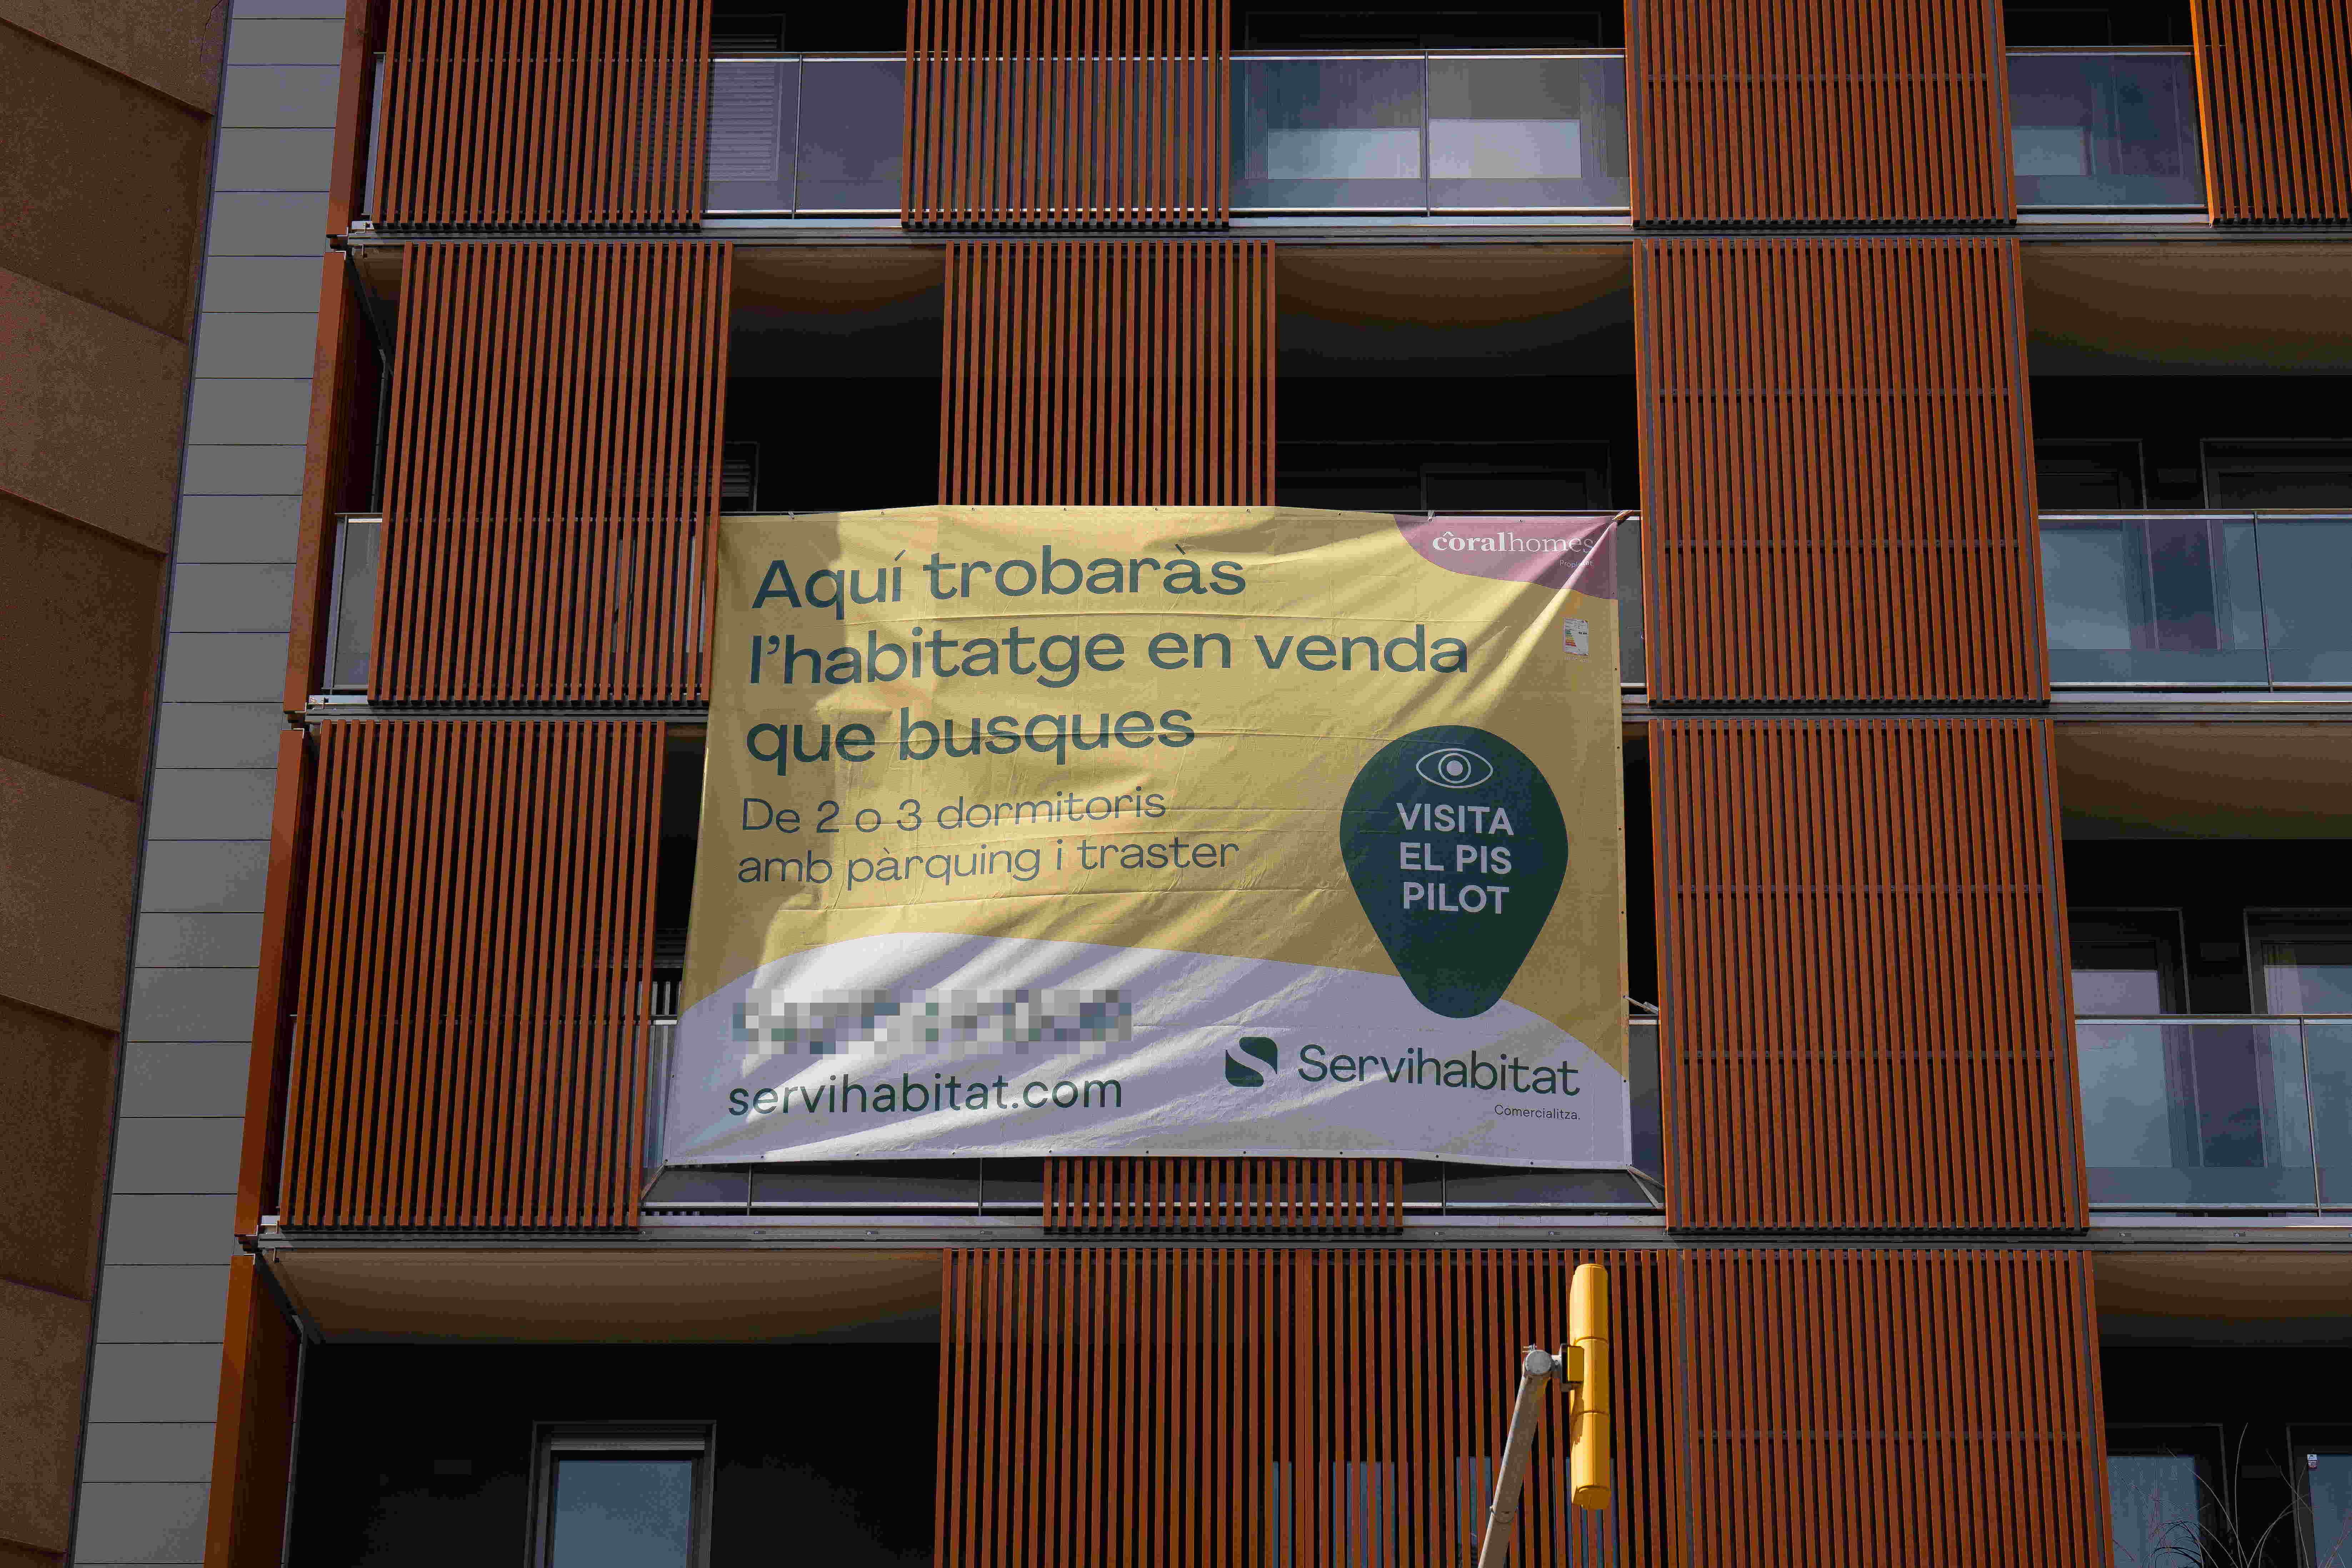 coralhomes
Aquí trobaràs
l'habitatge en venda
que busques
De 2 o 3 dormitoris
amb pàrquing i traster
VISITA
EL PIS
PILOT
servihabitat.com
Servihabitat
Comercialitza.